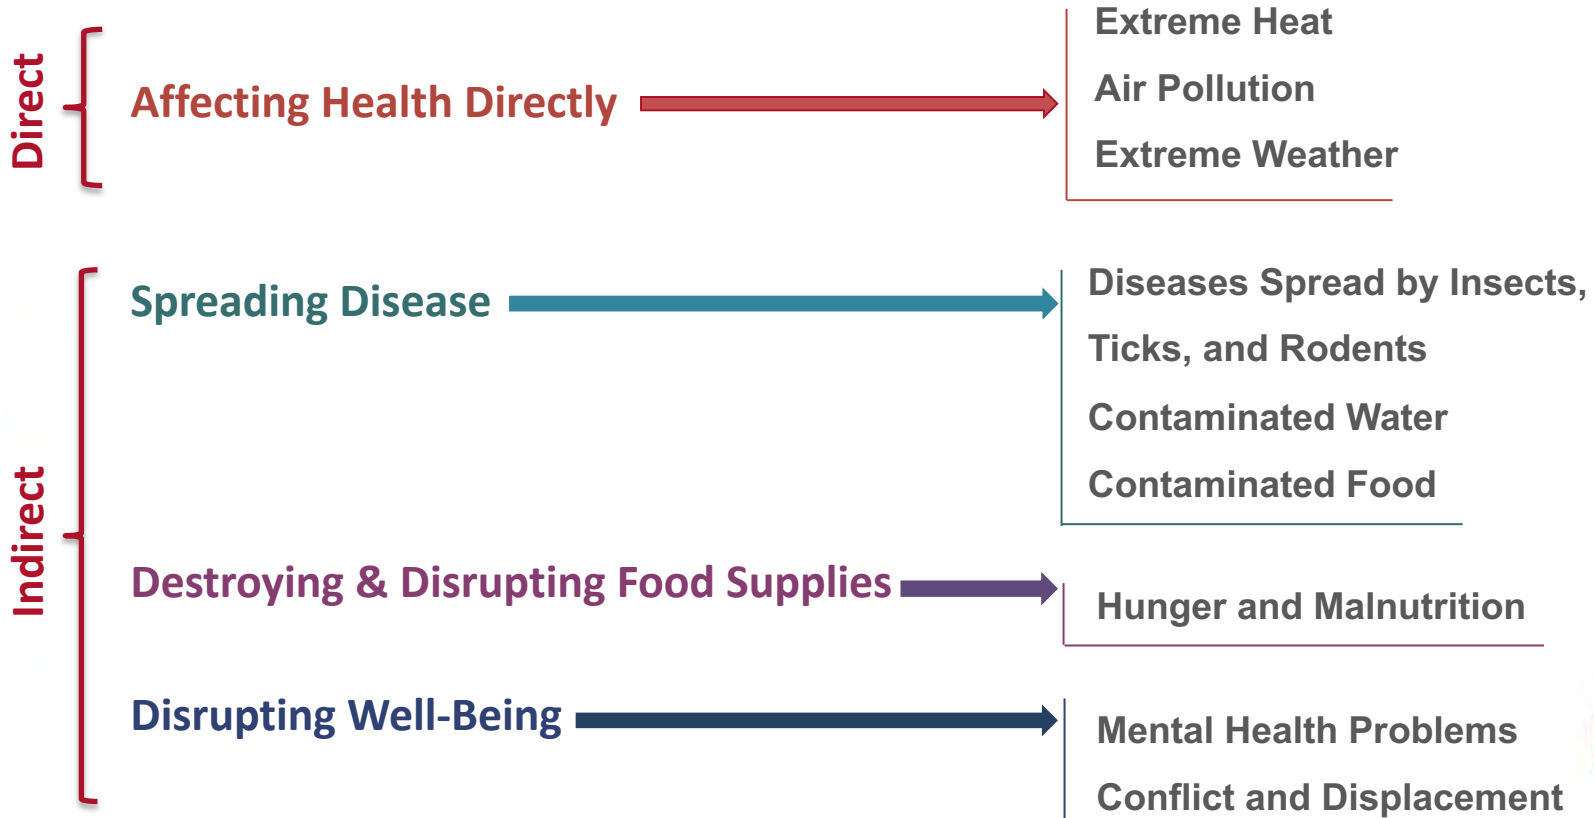 Direct
Affecting Health Directly
Extreme Heat
Air Pollution
Extreme Weather
Indirect
Spreading Disease
Diseases Spread by Insects,
Ticks, and Rodents
Contaminated Water
Contaminated Food
Destroying & Disrupting Food Supplies
Hunger and Malnutrition
Disrupting Well-Being
Mental Health Problems
Conflict and Displacement